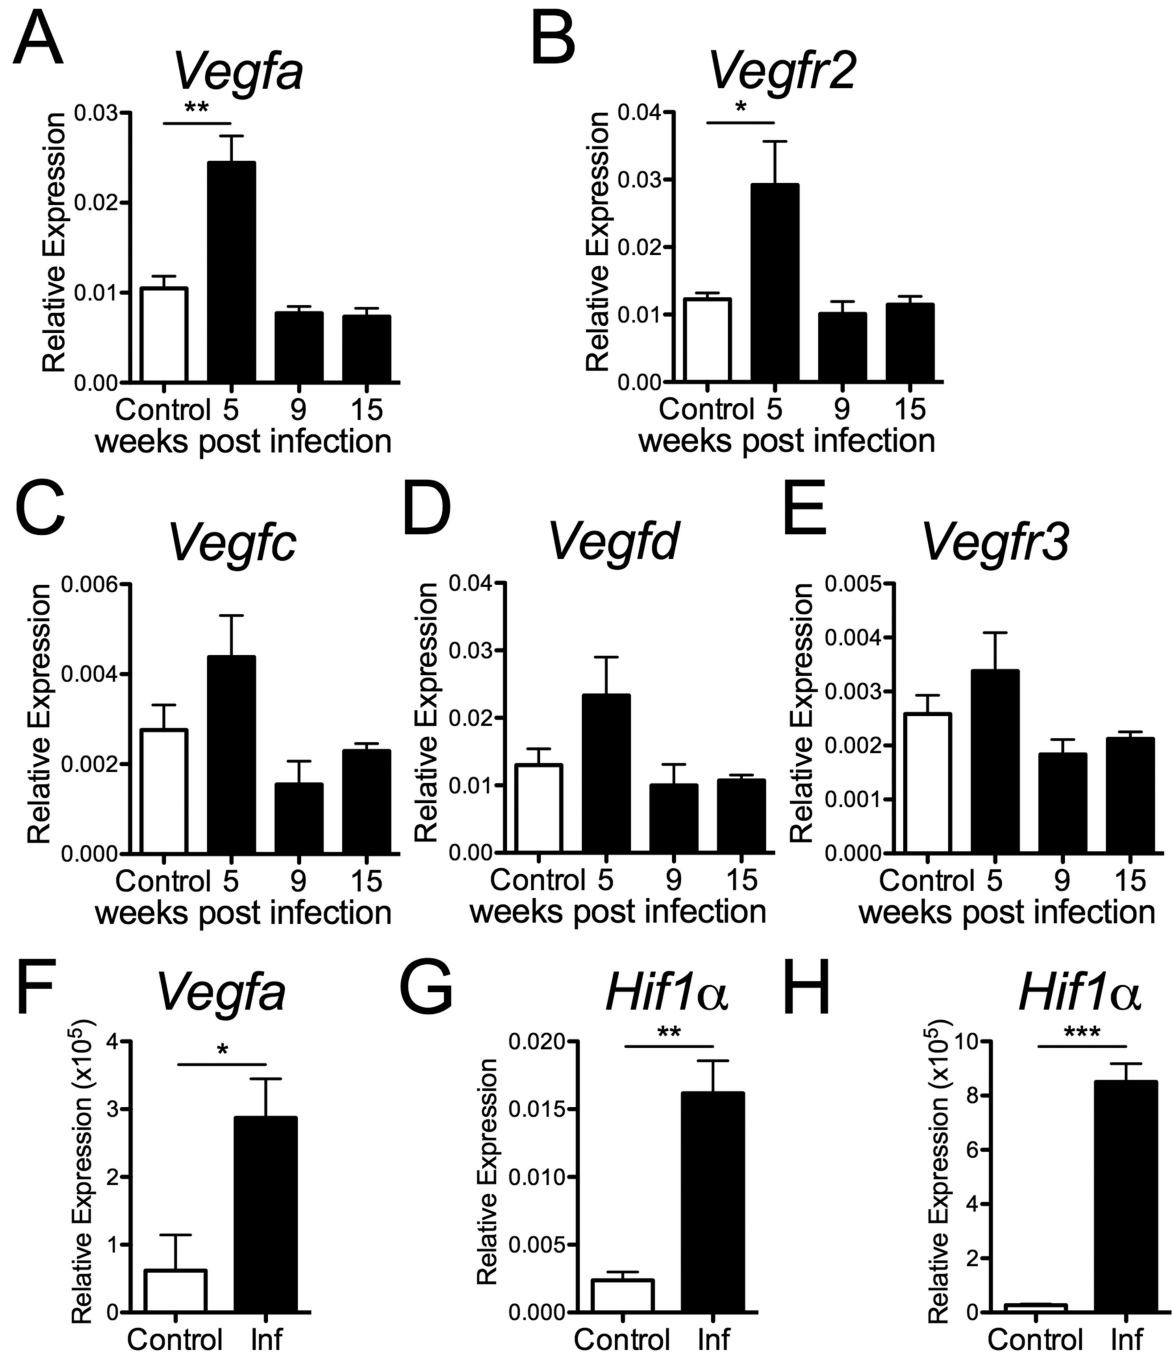 A
Vegfa
**
Relative Expression
0.03
0.02
0.01
0.00
Control 5 9 15
weeks post infection
B
Vegfr2
*
Relative Expression
0.04
0.03
0.02
0.01
0.00
Control 5 9 15
weeks post infection
C
Vegfc
Relative Expression
0.006
0.004
0.002
0.000
Control 5 9 15
weeks post infection
D
Vegfd
Relative Expression
0.04
0.03
0.02
0.01
0.00
Control 5 9 15
weeks post infection
E
Vegfr3
Relative Expression
0.005
0.004
0.003
0.002
0.001
0.000
Control 5 9 15
weeks post infection
F
Vegfa
*
Relative Expression (x10⁵)
4
3
2
1
0
Control Inf
G
Hif1α
**
Relative Expression
0.020
0.015
0.010
0.005
0.000
Control Inf
H
Hif1α
***
Relative Expression (x10⁵)
10
8
6
4
2
0
Control Inf